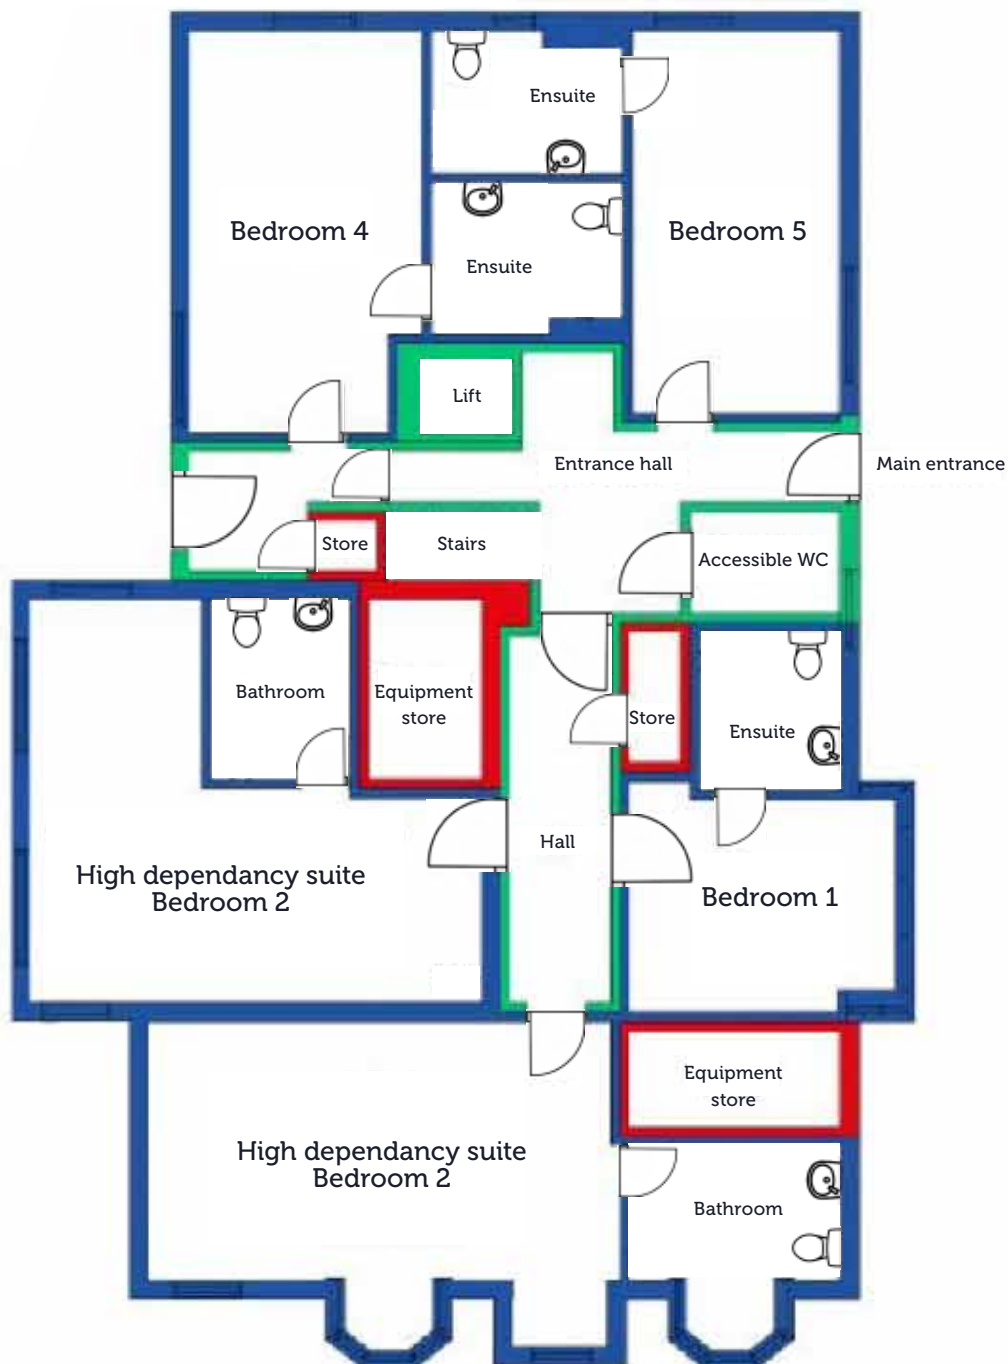 Ensuite
Bedroom 4
Bedroom 5
Ensuite
Lift
Entrance hall
Main entrance
Store
Stairs
Accessible WC
Bathroom
Equipment
store
Store
Ensuite
Hall
High dependancy suite
Bedroom 2
Bedroom 1
Equipment
store
High dependancy suite
Bedroom 2
Bathroom